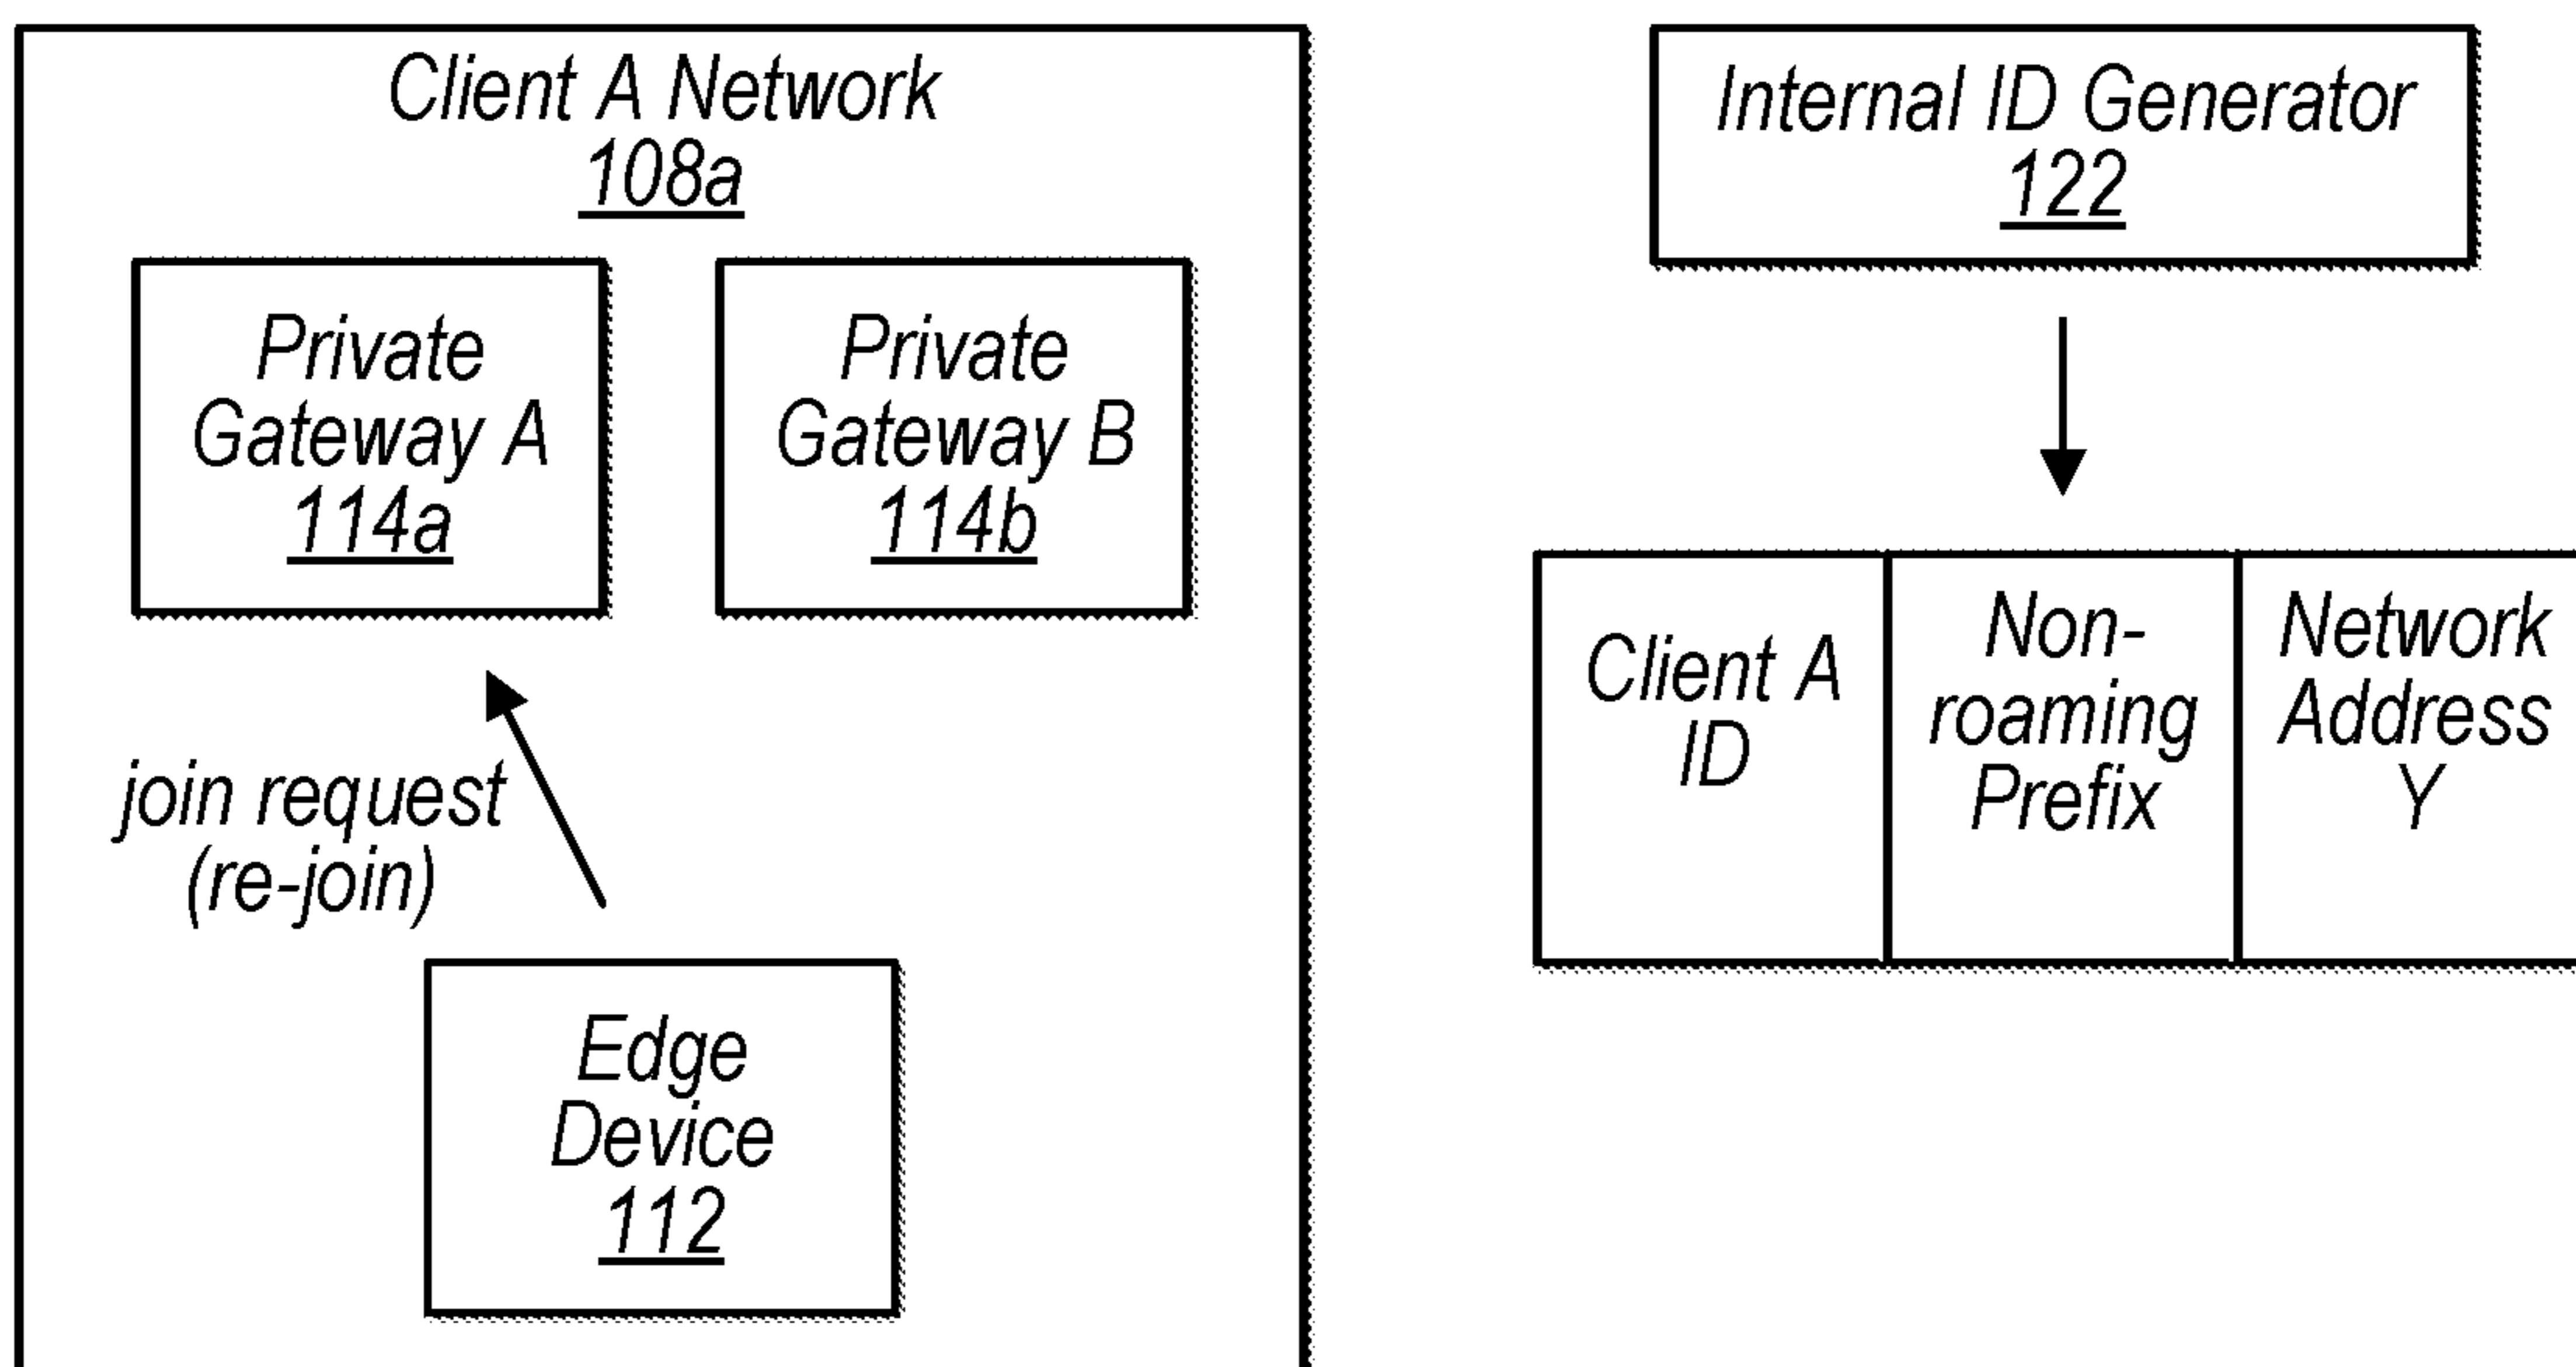 Client A Network
108a
Private
Gateway A
114a
Private
Gateway B
114b
join request
(re-join)
Edge
Device
112
Internal ID Generator
122
Client A
ID
Non-
roaming
Prefix
Network
Address
Y